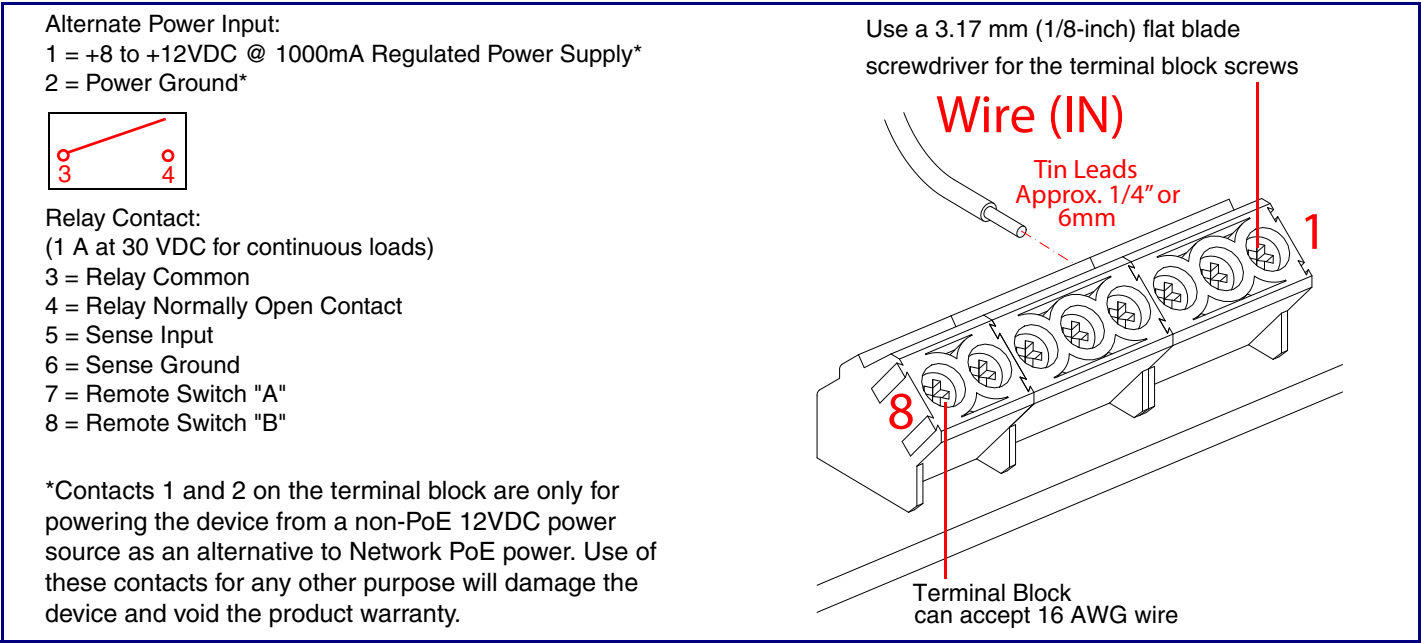 Alternate Power Input:
1 = +8 to +12VDC @ 1000mA Regulated Power Supply*
2 = Power Ground*
3 4
Relay Contact:
(1 A at 30 VDC for continuous loads)
3 = Relay Common
4 = Relay Normally Open Contact
5 = Sense Input
6 = Sense Ground
7 = Remote Switch "A"
8 = Remote Switch "B"
*Contacts 1 and 2 on the terminal block are only for
powering the device from a non-PoE 12VDC power
source as an alternative to Network PoE power. Use of
these contacts for any other purpose will damage the
device and void the product warranty.
Use a 3.17 mm (1/8-inch) flat blade
screwdriver for the terminal block screws
Wire (IN)
Tin Leads
Approx. 1/4” or
6mm
1
8
Terminal Block
can accept 16 AWG wire